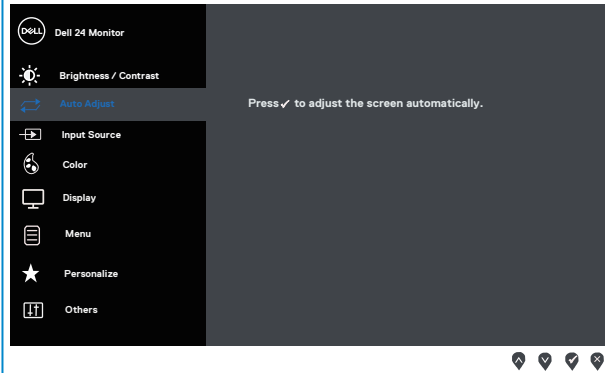 DELL
Dell 24 Monitor
Brightness / Contrast
Auto Adjust
Press ✓ to adjust the screen automatically.
Input Source
Color
Display
Menu
Personalize
Others